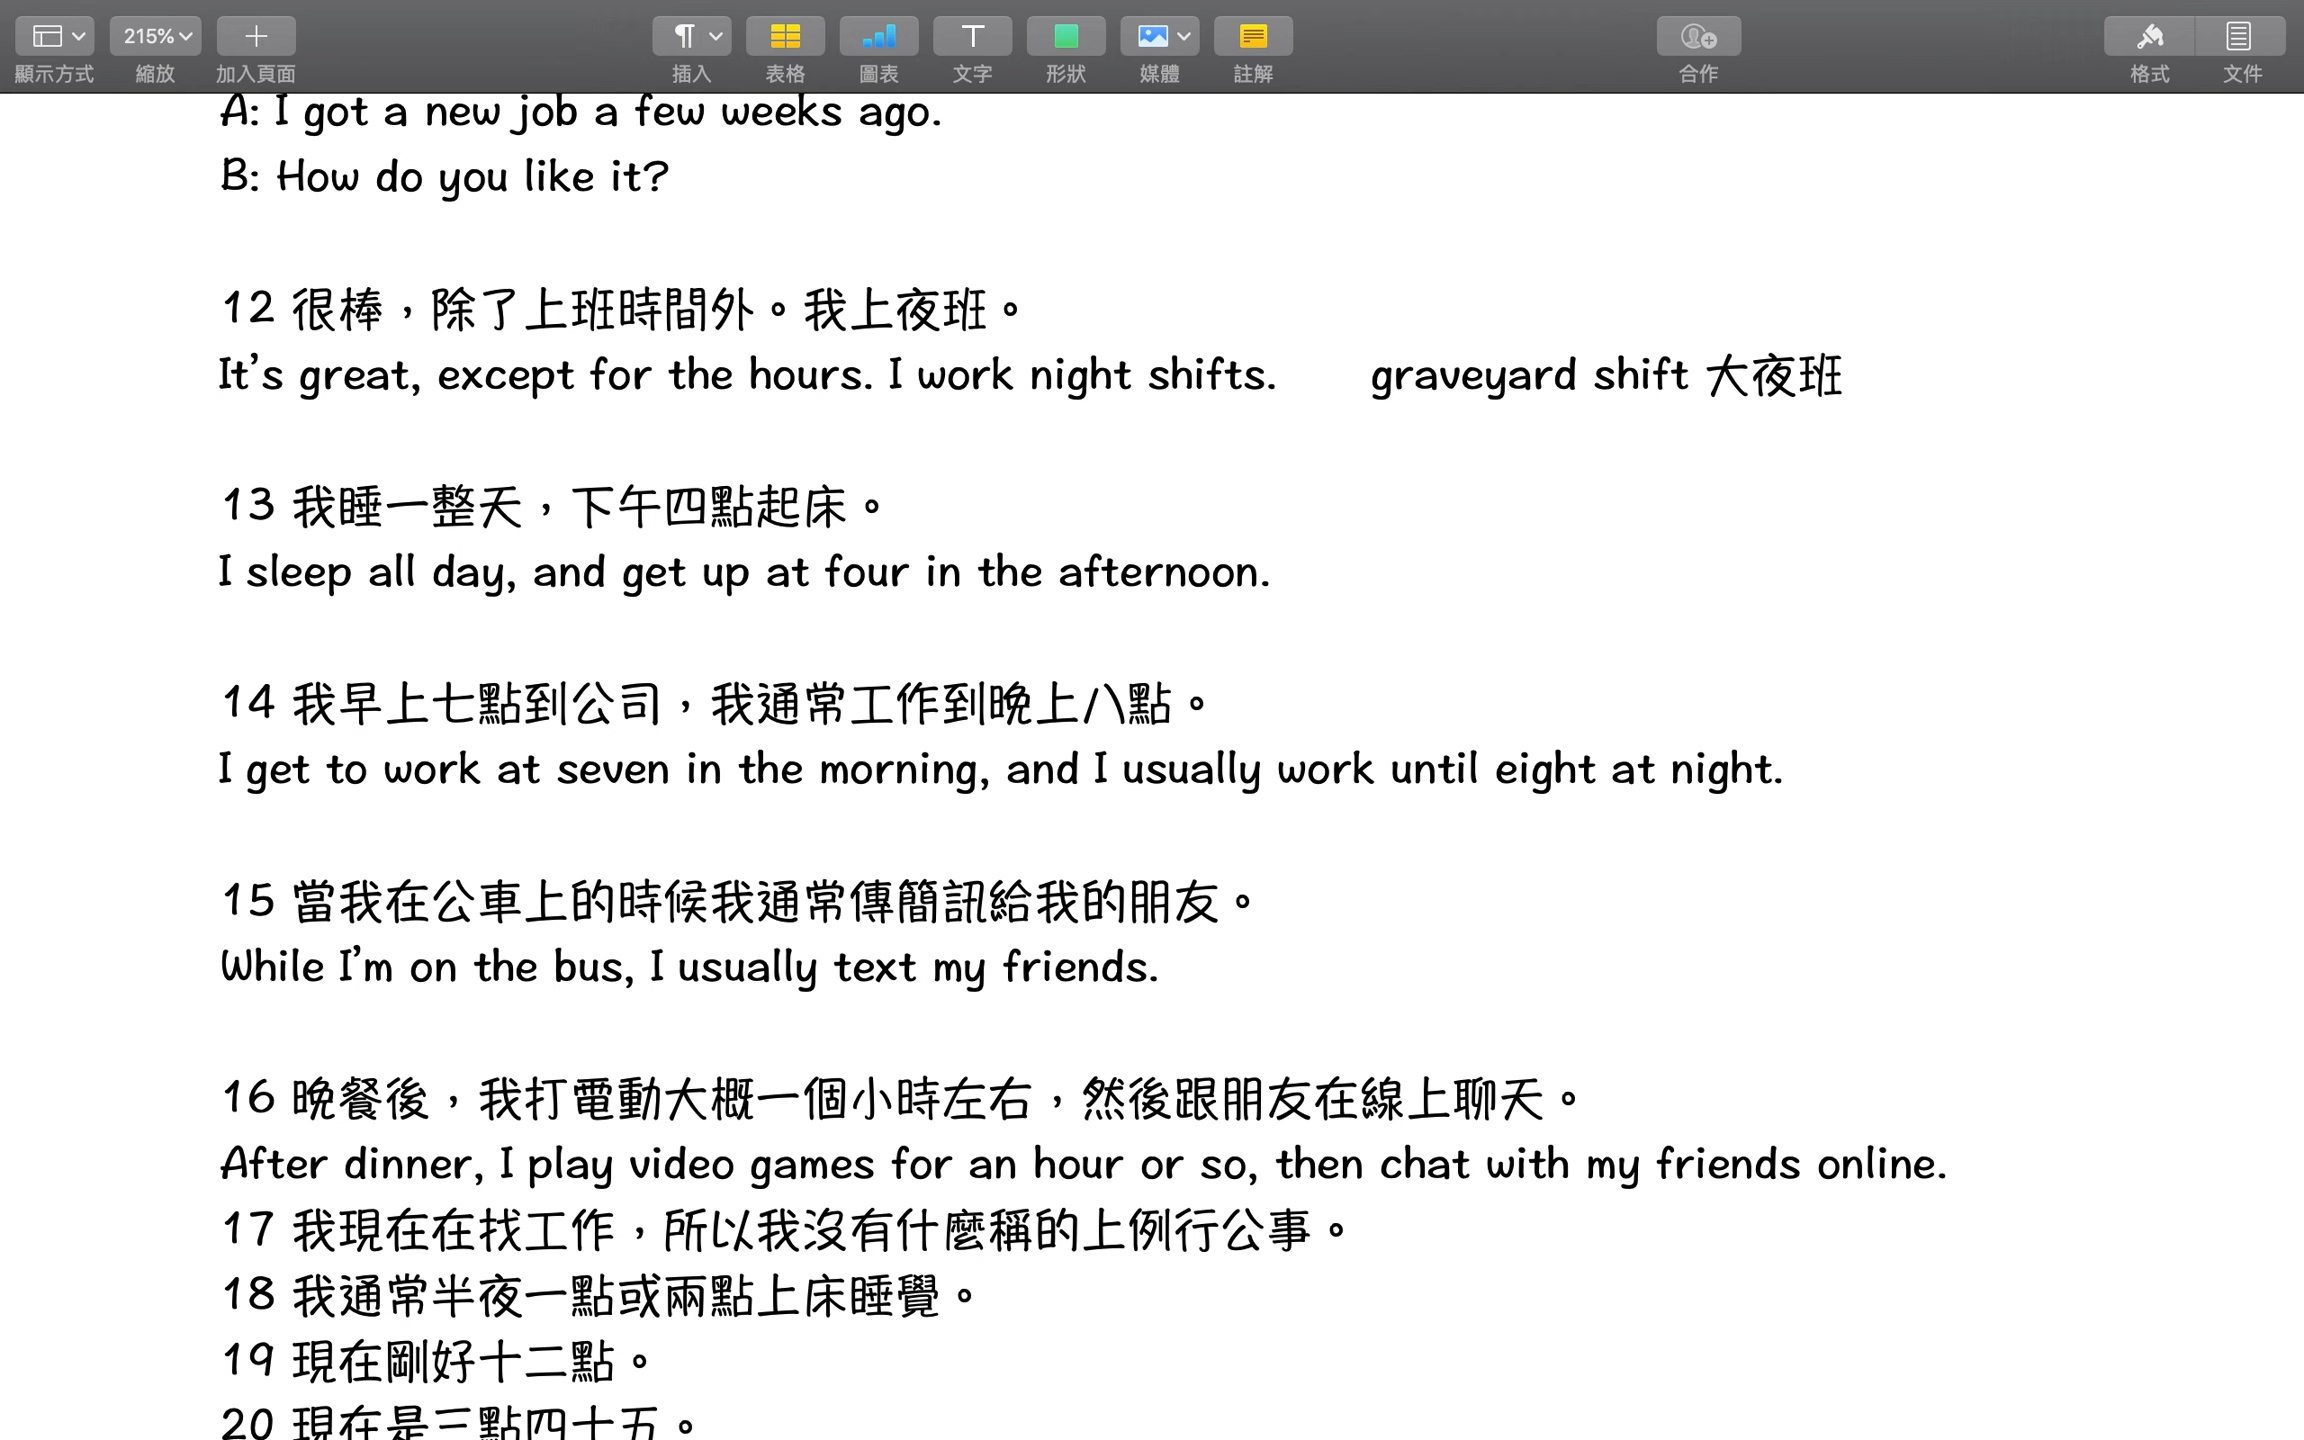 215%
顯示方式 縮放 加入頁面 插入 表格 圖表 文字 形狀 媒體 註解 合作 格式 文件
A: I got a new job a few weeks ago.
B: How do you like it?
12 很棒，除了上班時間外。我上夜班。
It's great, except for the hours. I work night shifts. graveyard shift 大夜班
13 我睡一整天，下午四點起床。
I sleep all day, and get up at four in the afternoon.
14 我早上七點到公司，我通常工作到晚上八點。
I get to work at seven in the morning, and I usually work until eight at night.
15 當我在公車上的時候我通常傳簡訊給我的朋友。
While I'm on the bus, I usually text my friends.
16 晚餐後，我打電動大概一個小時左右，然後跟朋友在線上聊天。
After dinner, I play video games for an hour or so, then chat with my friends online.
17 我現在在找工作，所以我沒有什麼稱的上例行公事。
18 我通常半夜一點或兩點上床睡覺。
19 現在剛好十二點。
20 現在是三點四十五。